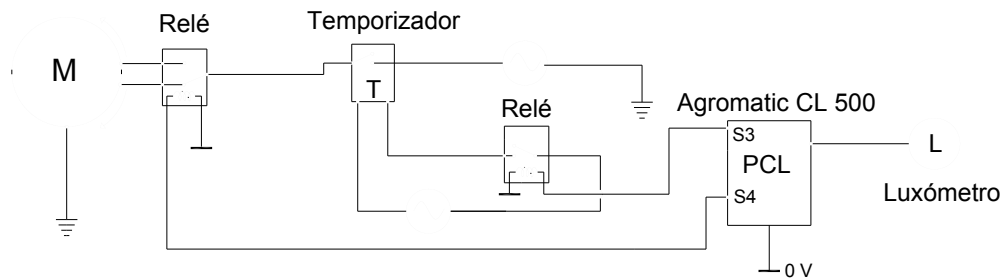 Relé
Temporizador
M
T
Relé
Agromatic CL 500
S3
PCL
L
S4
Luxómetro
0 V